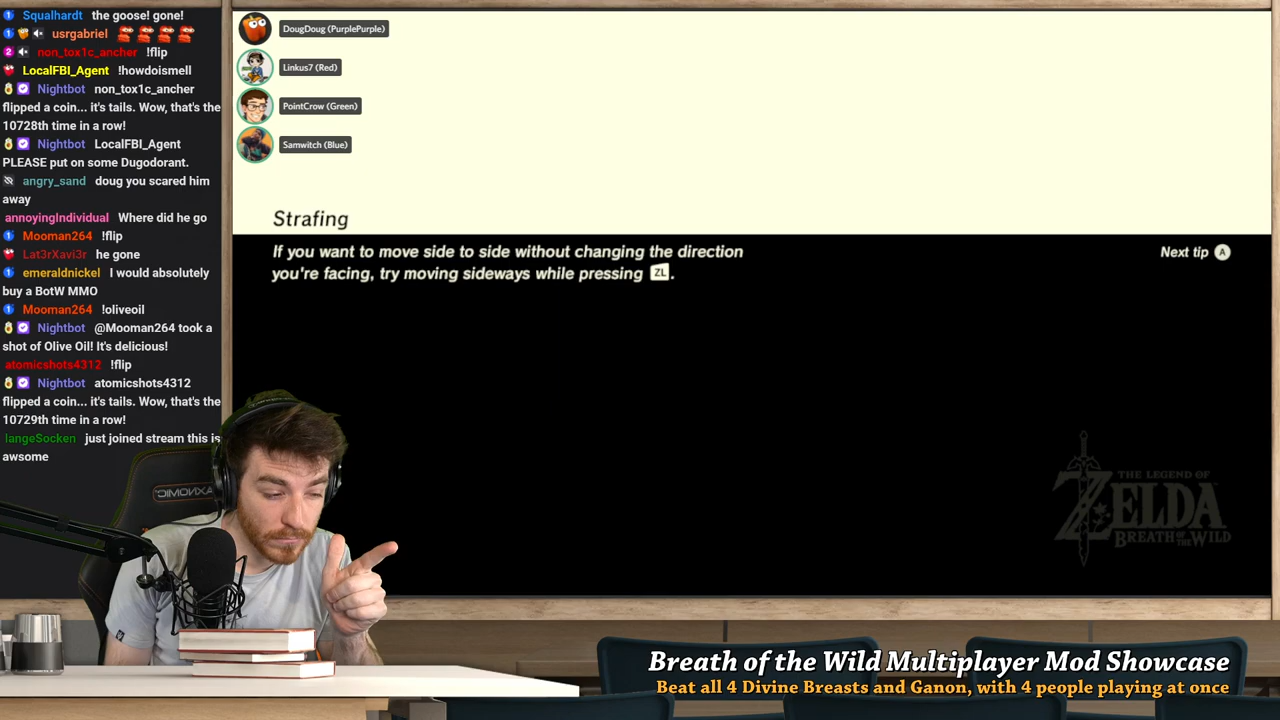 Squalhardt the goose! gone!
usrgabriel
non_tox1c_ancher !flip
LocalFBI_Agent !howdoismell
Nightbot non_tox1c_ancher
flipped a coin... it's tails. Wow, that's the
10728th time in a row!
Nightbot LocalFBI_Agent
PLEASE put on some Dugodorant.
angry_sand doug you scared him
away
annoyingIndividual Where did he go
Mooman264 !flip
Lat3rXavi3r he gone
emeraldnickel I would absolutely
buy a BotW MMO
Mooman264 !oliveoil
Nightbot @Mooman264 took a
shot of Olive Oil! It's delicious!
atomicshots4312 !flip
Nightbot atomicshots4312
flipped a coin... it's tails. Wow, that's the
10729th time in a row!
langeSocken just joined stream this is
awsome
DougDoug (PurplePurple)
Linkus7 (Red)
PointCrow (Green)
Samwitch (Blue)
Strafing
If you want to move side to side without changing the direction
you're facing, try moving sideways while pressing ZL.
Next tip A
THE LEGEND OF
ZELDA
BREATH OF THE WILD
AKNOMIC
Breath of the Wild Multiplayer Mod Showcase
Beat all 4 Divine Breasts and Ganon, with 4 people playing at once